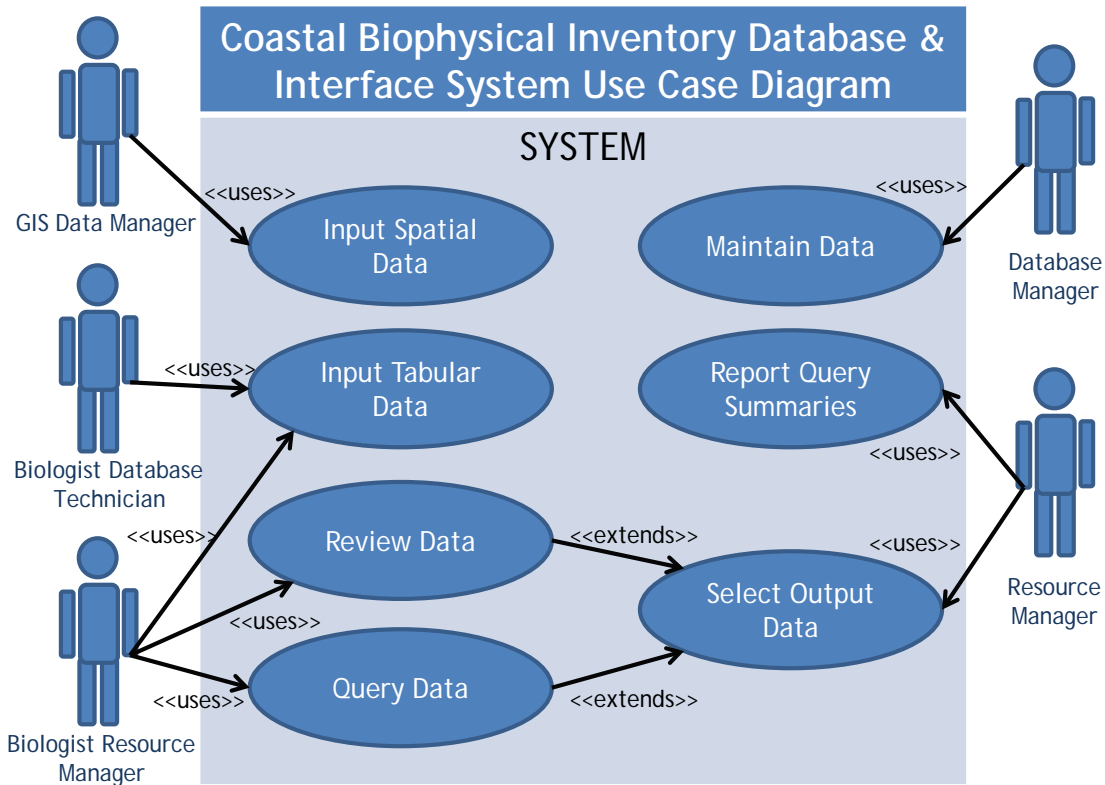 Coastal Biophysical Inventory Database &
Interface System Use Case Diagram
SYSTEM
<<uses>>
GIS Data Manager
Input Spatial
Data
<<uses>>
Maintain Data
Database
Manager
<<uses>>
Biologist Database
Technician
Input Tabular
Data
Report Query
Summaries
<<uses>>
<<uses>>
Review Data
<<extends>>
<<uses>>
Resource
Manager
<<uses>>
Select Output
Data
<<uses>>
Query Data
<<extends>>
Biologist Resource
Manager